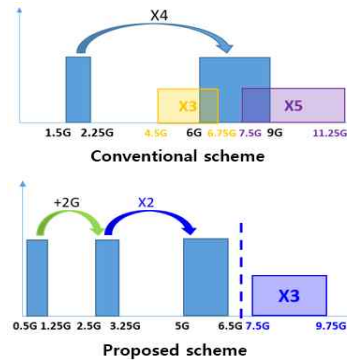 X4
X3
X5
1.5G 2.25G 4.5G 6G 6.75G 7.5G 9G 11.25G
Conventional scheme
+2G X2
X3
0.5G 1.25G 2.5G 3.25G 5G 6.5G 7.5G 9.75G
Proposed scheme